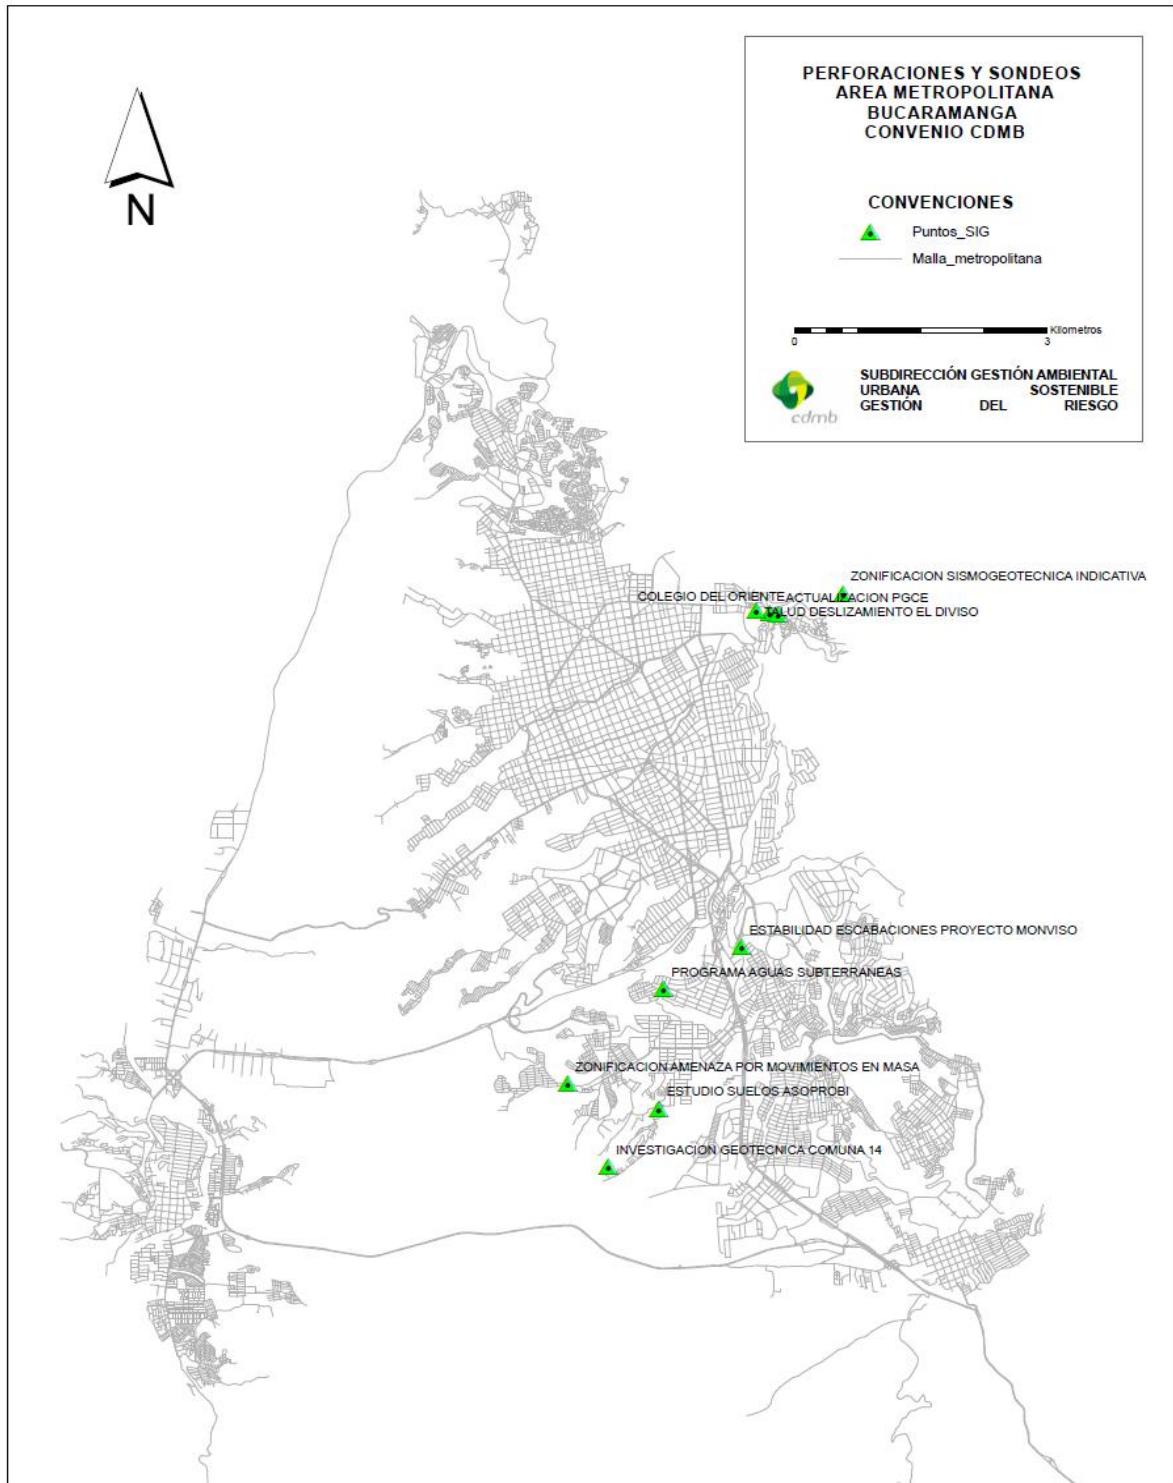 PERFORACIONES Y SONDEOS
AREA METROPOLITANA
BUCARAMANGA
CONVENIO CDMB
N
CONVENCIONES
Puntos_SIG
Malla_metropolitana
Kilometros
0 3
cdmb
SUBDIRECCIÓN GESTIÓN AMBIENTAL
URBANA SOSTENIBLE
GESTIÓN DEL RIESGO
ZONIFICACION SISMOGEOTECNICA INDICATIVA
COLEGIO DEL ORIENTE ACTUALIZACION PGCE
TALUD DESLIZAMIENTO EL DIVISO
ESTABILIDAD ESCABACIONES PROYECTO MONVISO
PROGRAMA AGUAS SUBTERRANEAS
ZONIFICACION AMENAZA POR MOVIMIENTOS EN MASA
ESTUDIO SUELOS ASOPROBI
INVESTIGACION GEOTECNICA COMUNA 14